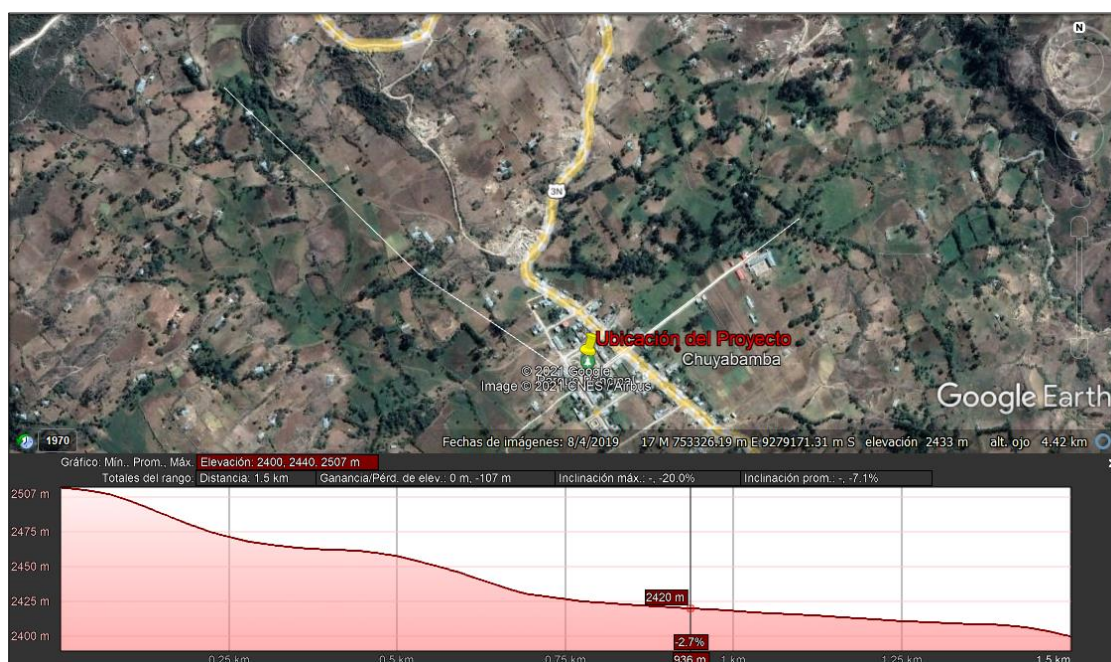 N
3N
Ubicación del Proyecto
Chuyabamba
© 2021 Google
Image © 2021 CNES / Airbus
Google Earth
1970
Fechas de imágenes: 8/4/2019 17 M 753326.19 m E 9279171.31 m S elevación 2433 m alt. ojo 4.42 km
Gráfico: Mín., Prom., Máx. Elevación: 2400, 2440, 2507 m
Totales del rango: Distancia: 1.5 km Ganancia/Pérd. de elev.: 0 m, -107 m Inclinación máx.: -, -20.0% Inclinación prom.: -, -7.1%
2507 m
2475 m
2450 m
2425 m
2400 m
2420 m
-2.7%
0.25 km 0.5 km 0.75 km 936 m 1 km 1.25 km 1.5 km